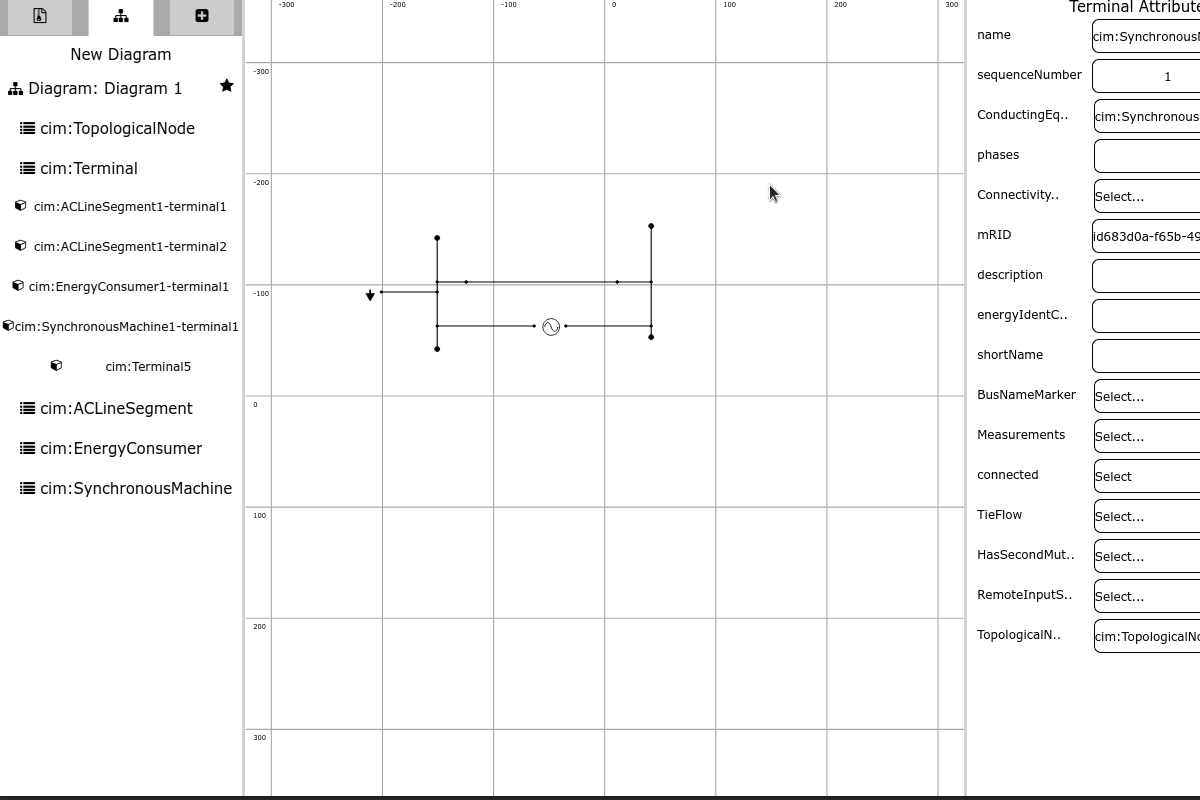 New Diagram
Diagram: Diagram 1
cim:TopologicalNode
cim:Terminal
cim:ACLineSegment1-terminal1
cim:ACLineSegment1-terminal2
cim:EnergyConsumer1-terminal1
cim:SynchronousMachine1-terminal1
cim:Terminal5
cim:ACLineSegment
cim:EnergyConsumer
cim:SynchronousMachine
-300 -200 -100 0 100 200 300
-300
-200
-100
0
100
200
300
Terminal Attribute
name cim:Synchronous
sequenceNumber 1
ConductingEq.. cim:Synchronous
phases
Connectivity.. Select...
mRID id683d0a-f65b-49
description
energyIdentC..
shortName
BusNameMarker Select...
Measurements Select...
connected Select
TieFlow Select...
HasSecondMut.. Select...
RemoteInputS.. Select...
TopologicalN.. cim:TopologicalNo